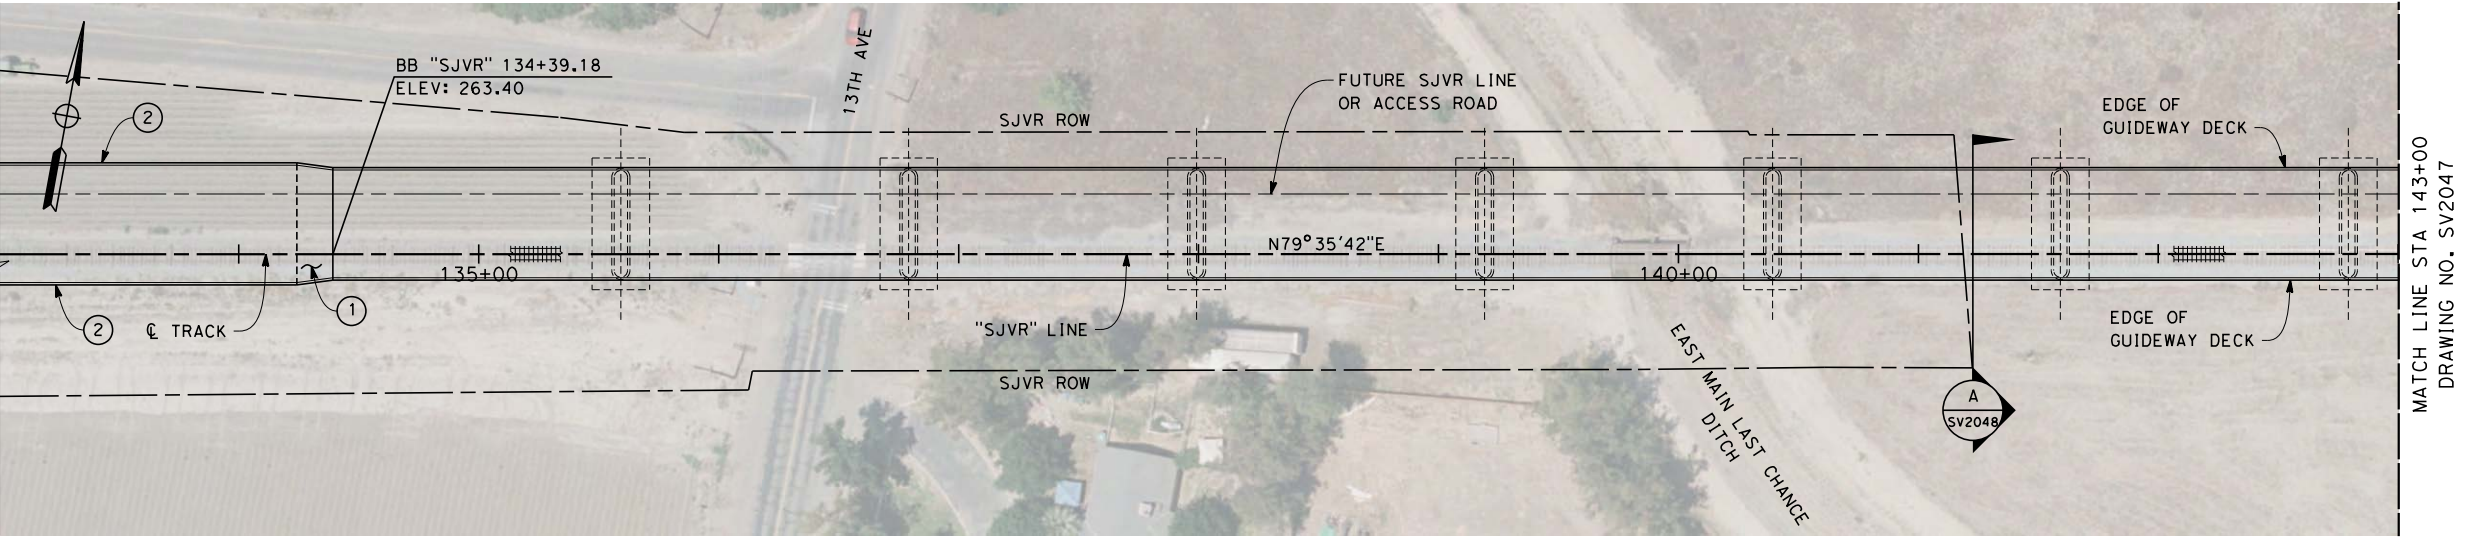 BB "SJVR" 134+39.18
ELEV: 263.40
13TH AVE
FUTURE SJVR LINE
OR ACCESS ROAD
EDGE OF
GUIDEWAY DECK
SJVR ROW
2
N79°35'42"E
135+00
140+00
1
2
℄ TRACK
"SJVR" LINE
EDGE OF
GUIDEWAY DECK
SJVR ROW
EAST MAIN LAST CHANCE
DITCH
A
SV2048
MATCH LINE STA 143+00
DRAWING NO. SV2047